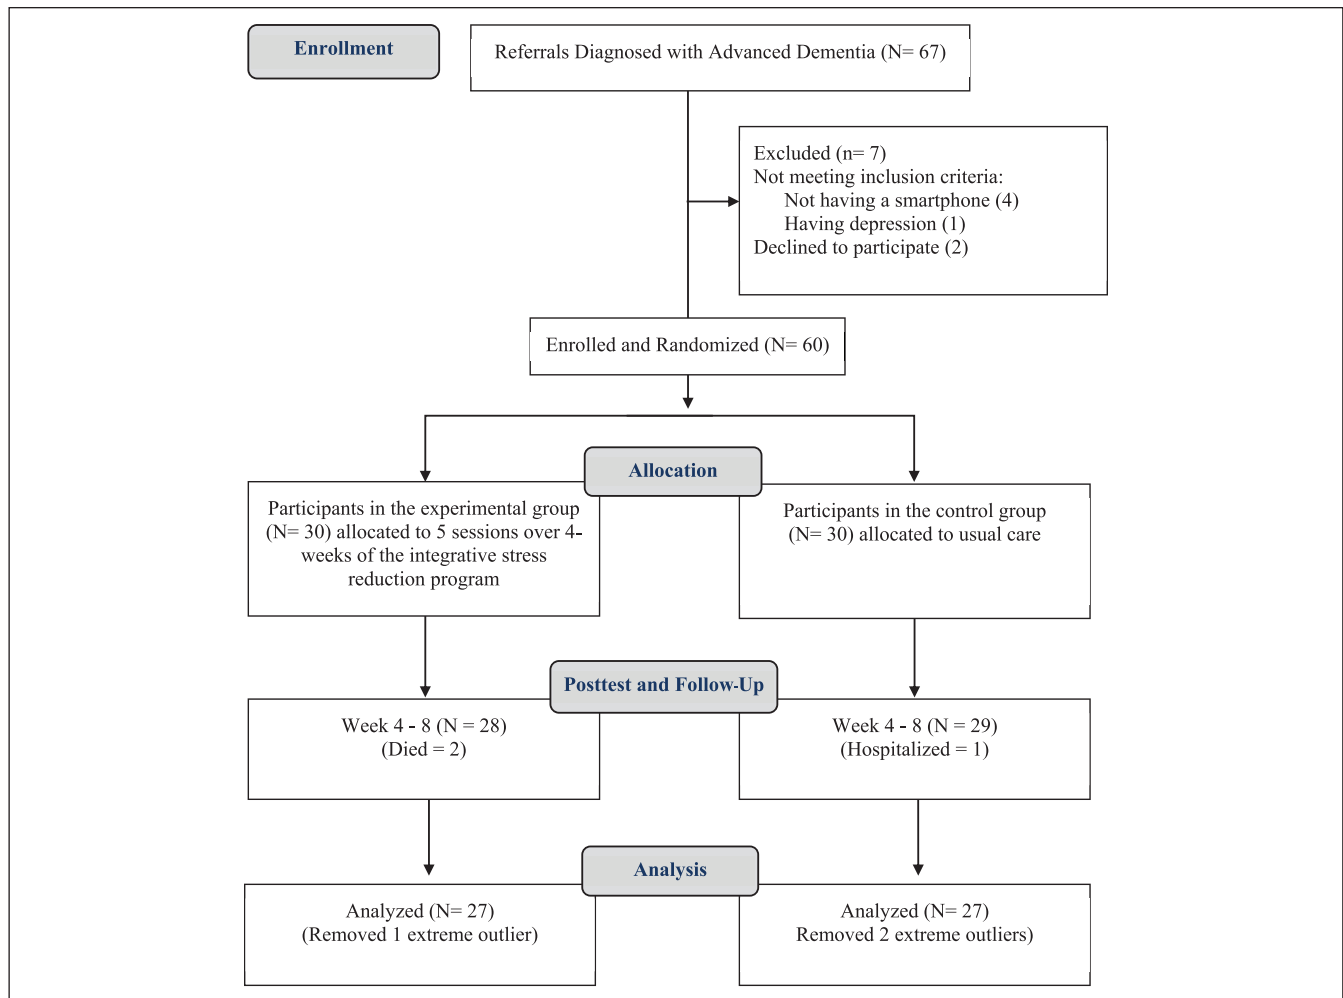 Enrollment
Referrals Diagnosed with Advanced Dementia (N= 67)
Excluded (n= 7)
Not meeting inclusion criteria:
Not having a smartphone (4)
Having depression (1)
Declined to participate (2)
Enrolled and Randomized (N= 60)
Allocation
Participants in the experimental group
(N= 30) allocated to 5 sessions over 4-
weeks of the integrative stress
reduction program
Participants in the control group
(N= 30) allocated to usual care
Posttest and Follow-Up
Week 4 - 8 (N = 28)
(Died = 2)
Week 4 - 8 (N = 29)
(Hospitalized = 1)
Analysis
Analyzed (N= 27)
(Removed 1 extreme outlier)
Analyzed (N= 27)
Removed 2 extreme outliers)